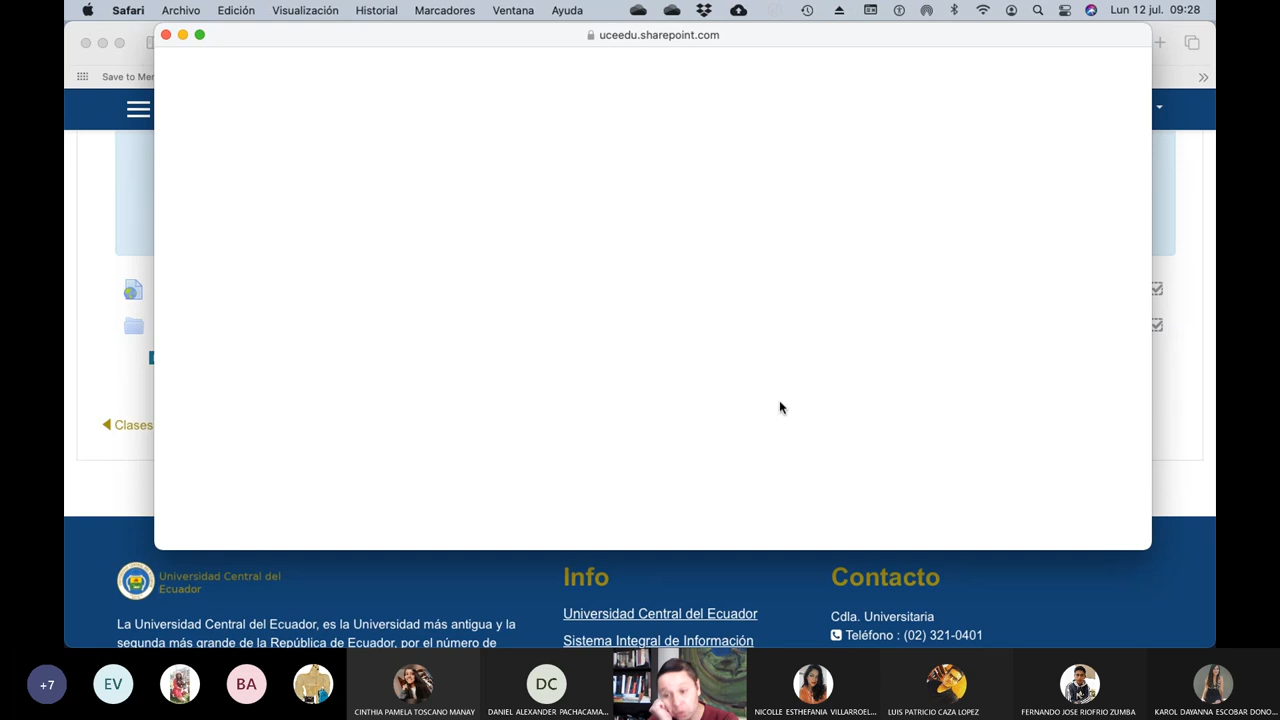 Safari Archivo Edición Visualización Historial Marcadores Ventana Ayuda Lun 12 jul. 09:28
uceedu.sharepoint.com
Save to Mer
Clases
Universidad Central del
Ecuador
La Universidad Central del Ecuador, es la Universidad más antigua y la
segunda más grande de la República de Ecuador, por el número de
Info
Universidad Central del Ecuador
Sistema Integral de Información
Contacto
Cdla. Universitaria
Teléfono : (02) 321-0401
+7
EV
BA
CINTHIA PAMELA TOSCANO MANAY
DC
DANIEL ALEXANDER PACHACAMA...
NICOLLE ESTHEFANIA VILLARROEL...
LUIS PATRICIO CAZA LOPEZ
FERNANDO JOSE RIOFRIO ZUMBA
KAROL DAYANNA ESCOBAR DONO...